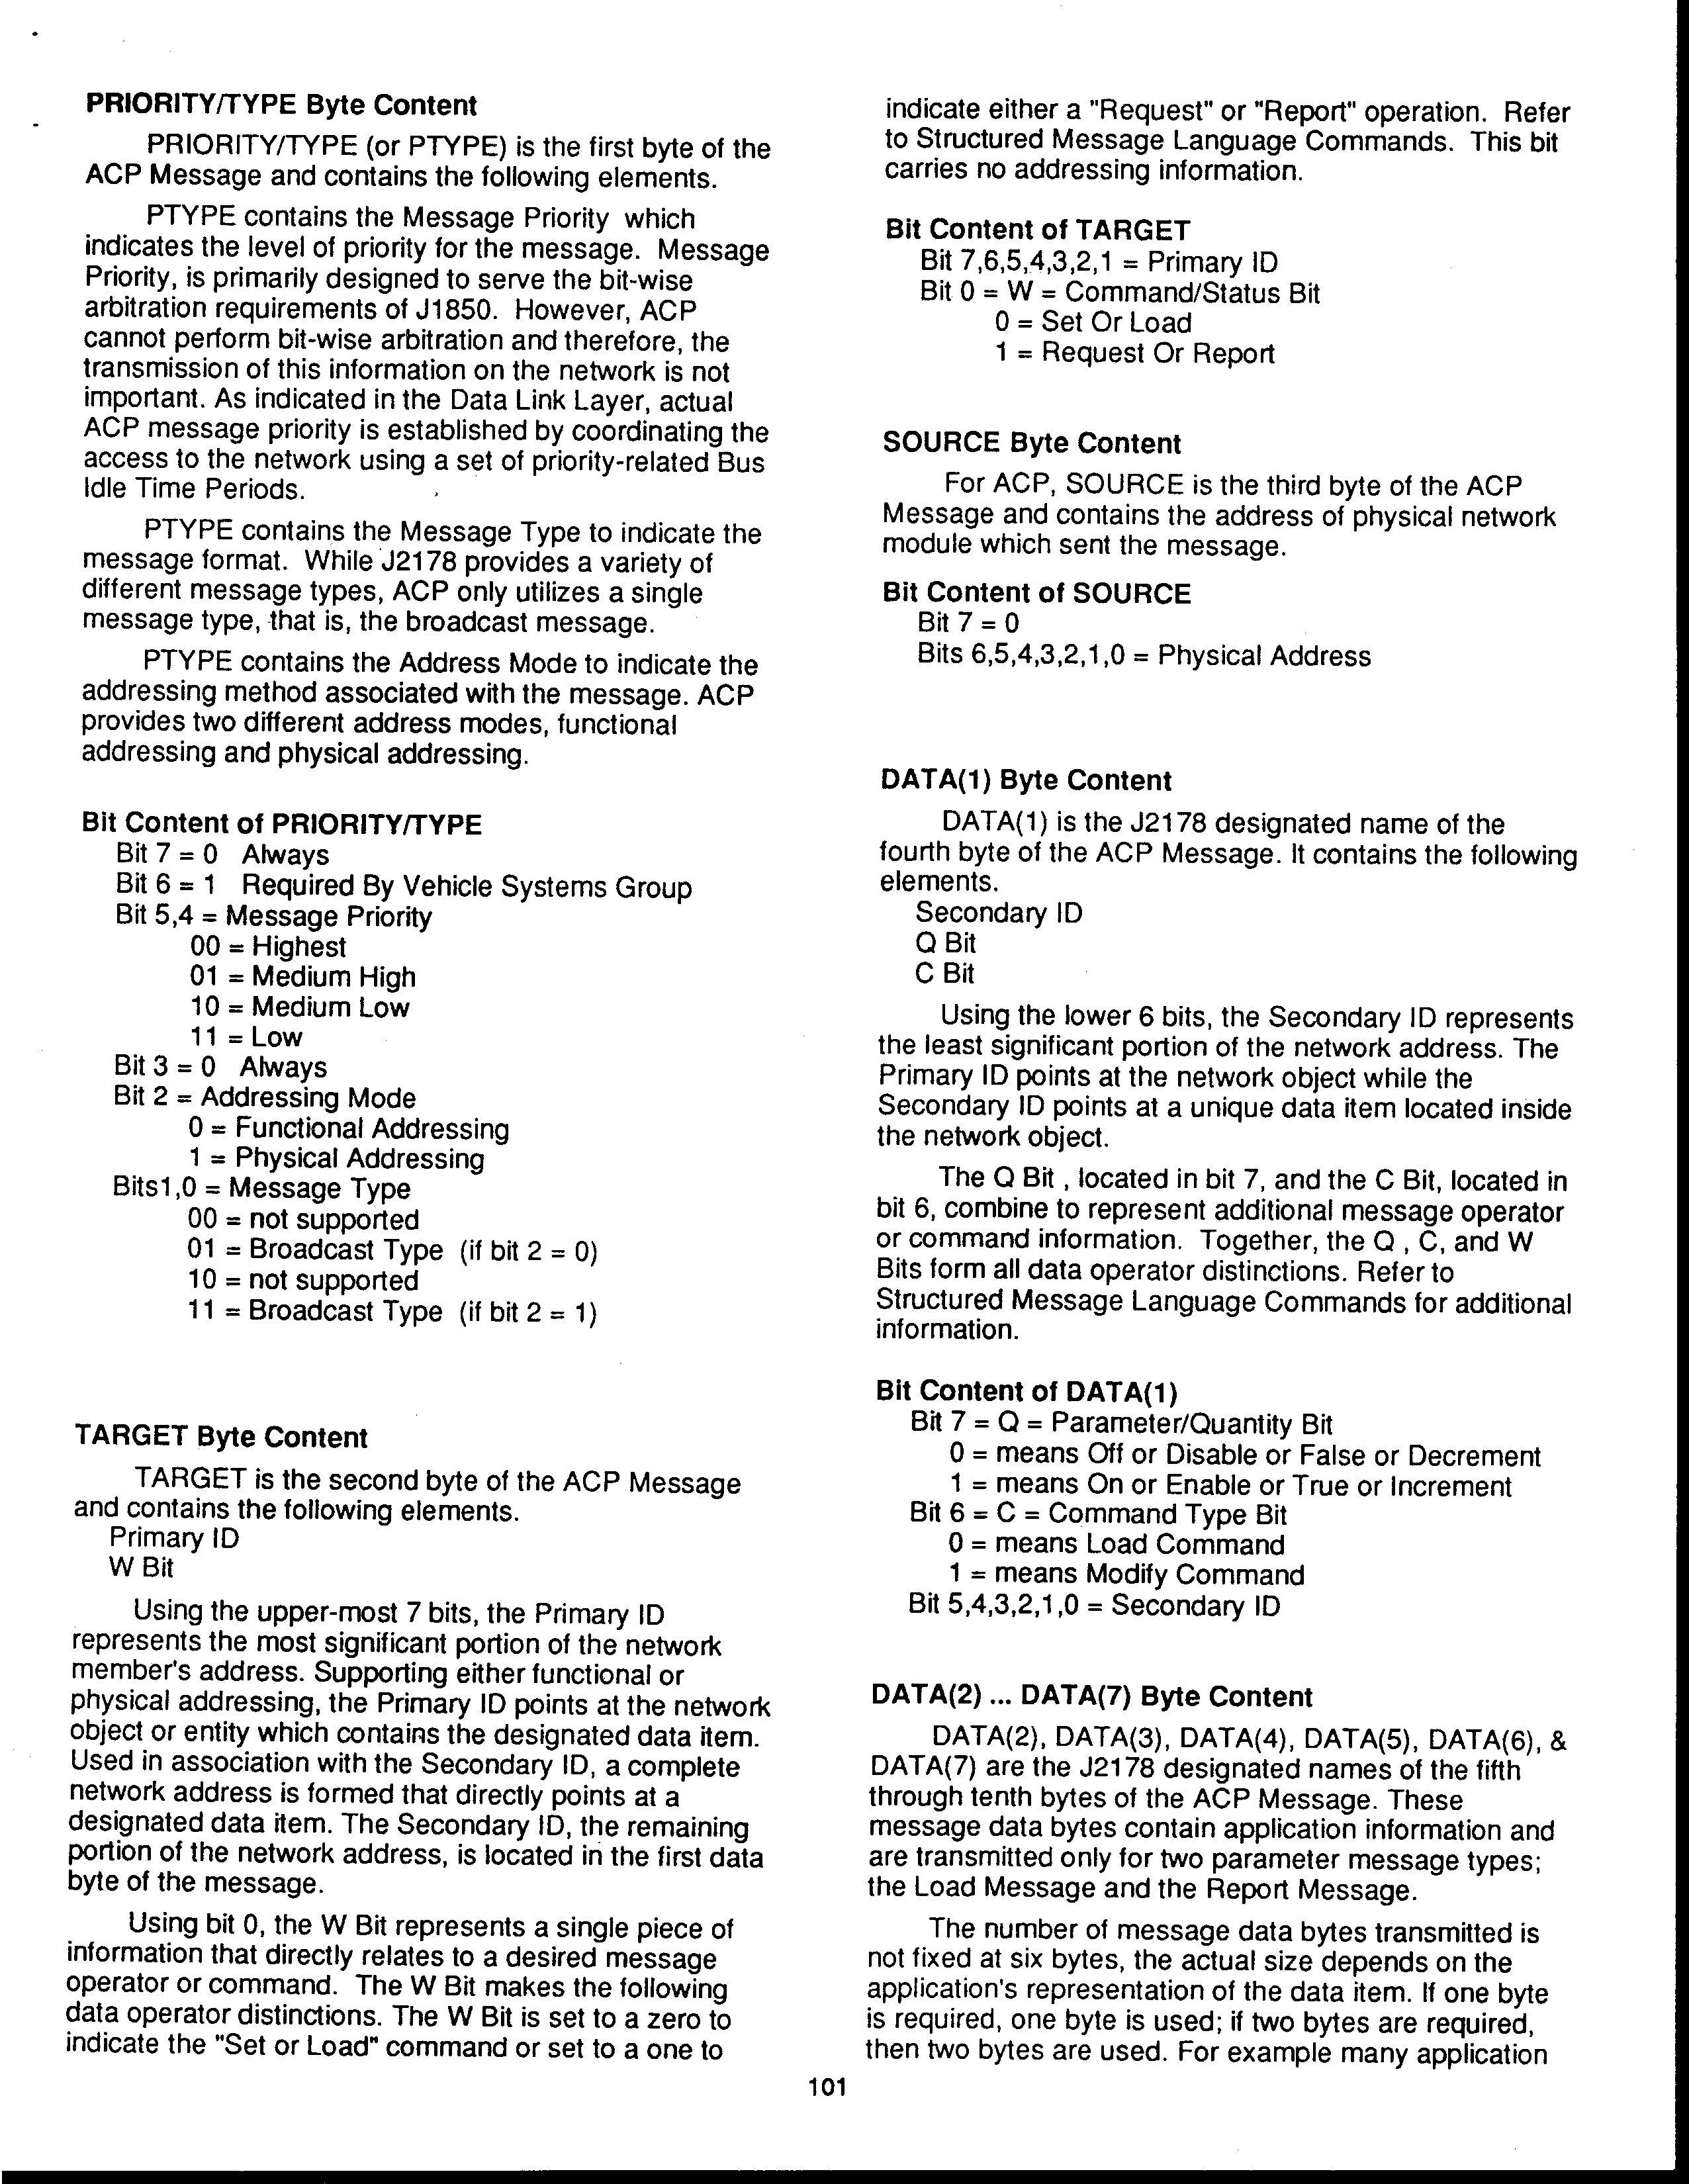 PRIORITY/TYPE Byte Content
PRIORITY/TYPE (or PTYPE) is the first byte of the
ACP Message and contains the following elements.
PTYPE contains the Message Priority which
indicates the level of priority for the message. Message
Priority, is primarily designed to serve the bit-wise
arbitration requirements of J1850. However, ACP
cannot perform bit-wise arbitration and therefore, the
transmission of this information on the network is not
important. As indicated in the Data Link Layer, actual
ACP message priority is established by coordinating the
access to the network using a set of priority-related Bus
Idle Time Periods.
PTYPE contains the Message Type to indicate the
message format. While J2178 provides a variety of
different message types, ACP only utilizes a single
message type, that is, the broadcast message.
PTYPE contains the Address Mode to indicate the
addressing method associated with the message. ACP
provides two different address modes, functional
addressing and physical addressing.
Bit Content of PRIORITY/TYPE
Bit 7 = 0 Always
Bit 6 = 1 Required By Vehicle Systems Group
Bit 5,4 = Message Priority
00 = Highest
01 = Medium High
10 = Medium Low
11 = Low
Bit 3 = 0 Always
Bit 2 = Addressing Mode
0 = Functional Addressing
1 = Physical Addressing
Bits1,0 = Message Type
00 = not supported
01 = Broadcast Type (if bit 2 = 0)
10 = not supported
11 = Broadcast Type (if bit 2 = 1)
TARGET Byte Content
TARGET is the second byte of the ACP Message
and contains the following elements.
Primary ID
W Bit
Using the upper-most 7 bits, the Primary ID
represents the most significant portion of the network
member's address. Supporting either functional or
physical addressing, the Primary ID points at the network
object or entity which contains the designated data item.
Used in association with the Secondary ID, a complete
network address is formed that directly points at a
designated data item. The Secondary ID, the remaining
portion of the network address, is located in the first data
byte of the message.
Using bit 0, the W Bit represents a single piece of
information that directly relates to a desired message
operator or command. The W Bit makes the following
data operator distinctions. The W Bit is set to a zero to
indicate the "Set or Load" command or set to a one to
indicate either a "Request" or "Report" operation. Refer
to Structured Message Language Commands. This bit
carries no addressing information.
Bit Content of TARGET
Bit 7,6,5,4,3,2,1 = Primary ID
Bit 0 = W = Command/Status Bit
0 = Set Or Load
1 = Request Or Report
SOURCE Byte Content
For ACP, SOURCE is the third byte of the ACP
Message and contains the address of physical network
module which sent the message.
Bit Content of SOURCE
Bit 7 = 0
Bits 6,5,4,3,2,1,0 = Physical Address
DATA(1) Byte Content
DATA(1) is the J2178 designated name of the
fourth byte of the ACP Message. It contains the following
elements.
Secondary ID
Q Bit
C Bit
Using the lower 6 bits, the Secondary ID represents
the least significant portion of the network address. The
Primary ID points at the network object while the
Secondary ID points at a unique data item located inside
the network object.
The Q Bit , located in bit 7, and the C Bit, located in
bit 6, combine to represent additional message operator
or command information. Together, the Q , C, and W
Bits form all data operator distinctions. Refer to
Structured Message Language Commands for additional
information.
Bit Content of DATA(1)
Bit 7 = Q = Parameter/Quantity Bit
0 = means Off or Disable or False or Decrement
1 = means On or Enable or True or Increment
Bit 6 = C = Command Type Bit
0 = means Load Command
1 = means Modify Command
Bit 5,4,3,2,1,0 = Secondary ID
DATA(2) ... DATA(7) Byte Content
DATA(2), DATA(3), DATA(4), DATA(5), DATA(6), &
DATA(7) are the J2178 designated names of the fifth
through tenth bytes of the ACP Message. These
message data bytes contain application information and
are transmitted only for two parameter message types;
the Load Message and the Report Message.
The number of message data bytes transmitted is
not fixed at six bytes, the actual size depends on the
application's representation of the data item. If one byte
is required, one byte is used; if two bytes are required,
then two bytes are used. For example many application
101